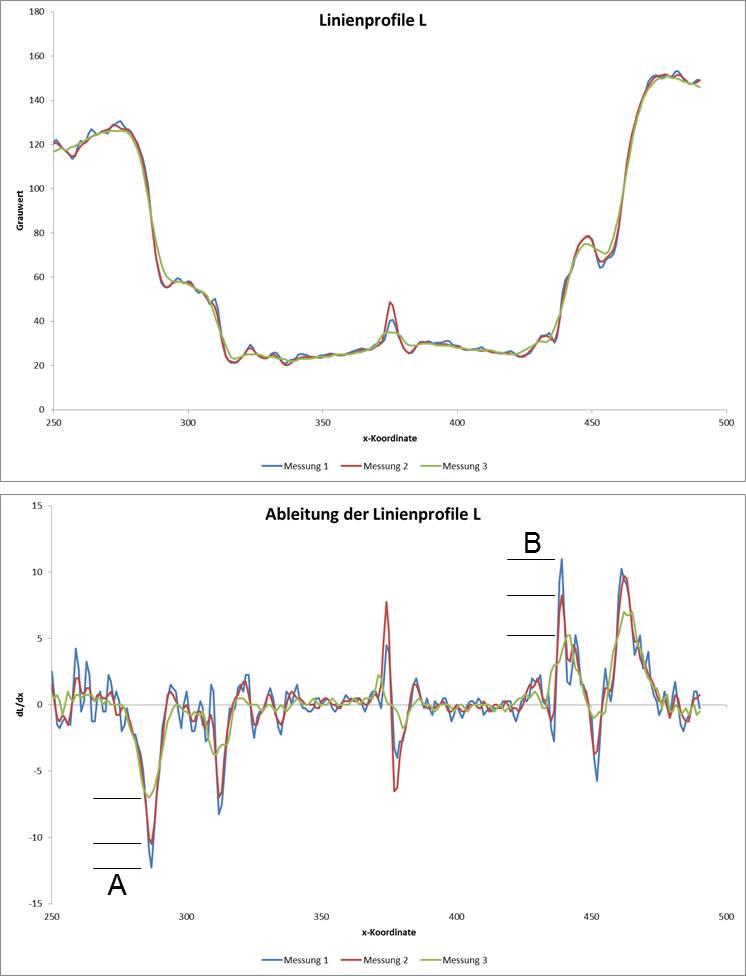 Linienprofile L
180
160
140
120
100
80
60
40
20
0
Grauwert
250 300 350 400 450 500
x-Koordinate
Messung 1 Messung 2 Messung 3
Ableitung der Linienprofile L
15
10
5
0
-5
-10
-15
dL/dx
B
A
250 300 350 400 450 500
x-Koordinate
Messung 1 Messung 2 Messung 3